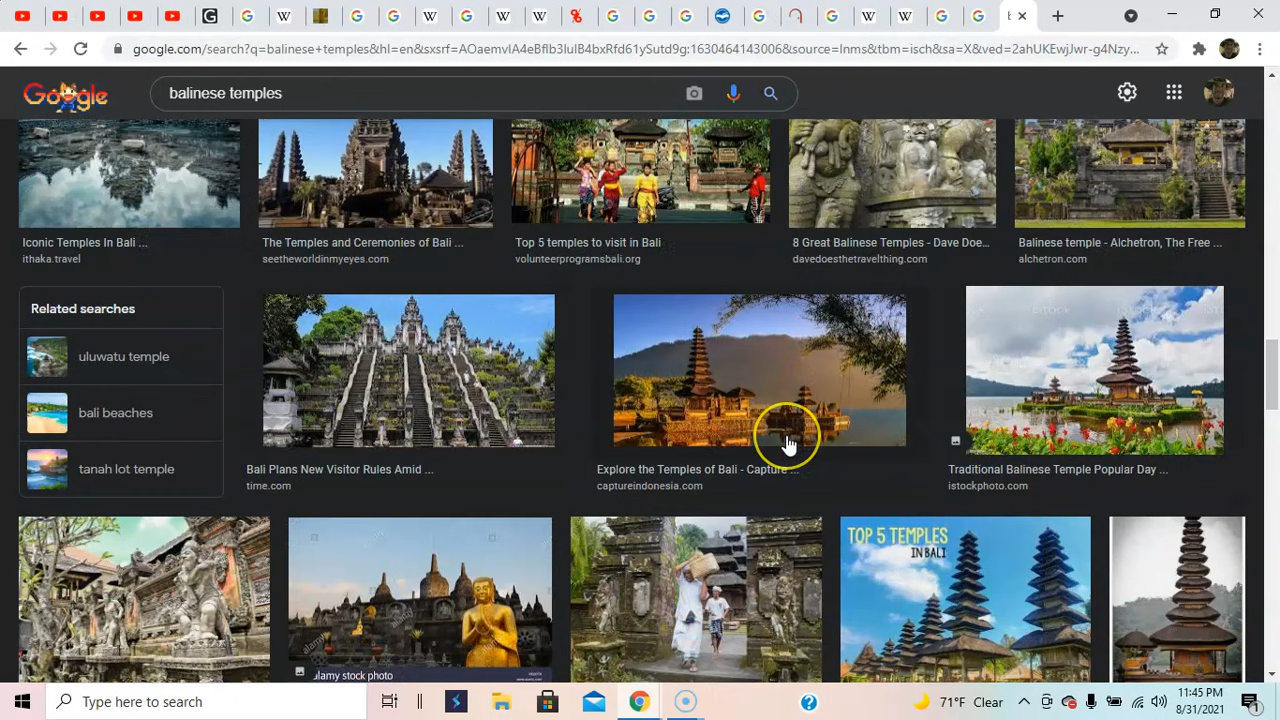 google.com/search?q=balinese+temples&hl=en&sxsrf=AOaemvIA4eBflb3IuIB4bxRfd61ySutd9g:1630464143006&source=lnms&tbm=isch&sa=X&ved=2ahUKEwjJwr-g4Nzy...
Google
balinese temples
Iconic Temples In Bali ...
ithaka.travel
The Temples and Ceremonies of Bali ...
seetheworldinmyeyes.com
Top 5 temples to visit in Bali
volunteerprogramsbali.org
8 Great Balinese Temples - Dave Doe...
davedoesthetravelthing.com
Balinese temple - Alchetron, The Free ...
alchetron.com
Related searches
uluwatu temple
bali beaches
tanah lot temple
Bali Plans New Visitor Rules Amid ...
time.com
Explore the Temples of Bali - Capture ...
captureindonesia.com
Traditional Balinese Temple Popular Day ...
istockphoto.com
alamy stock photo
TOP 5 TEMPLES
IN BALI
Type here to search
71°F Clear
11:45 PM
8/31/2021